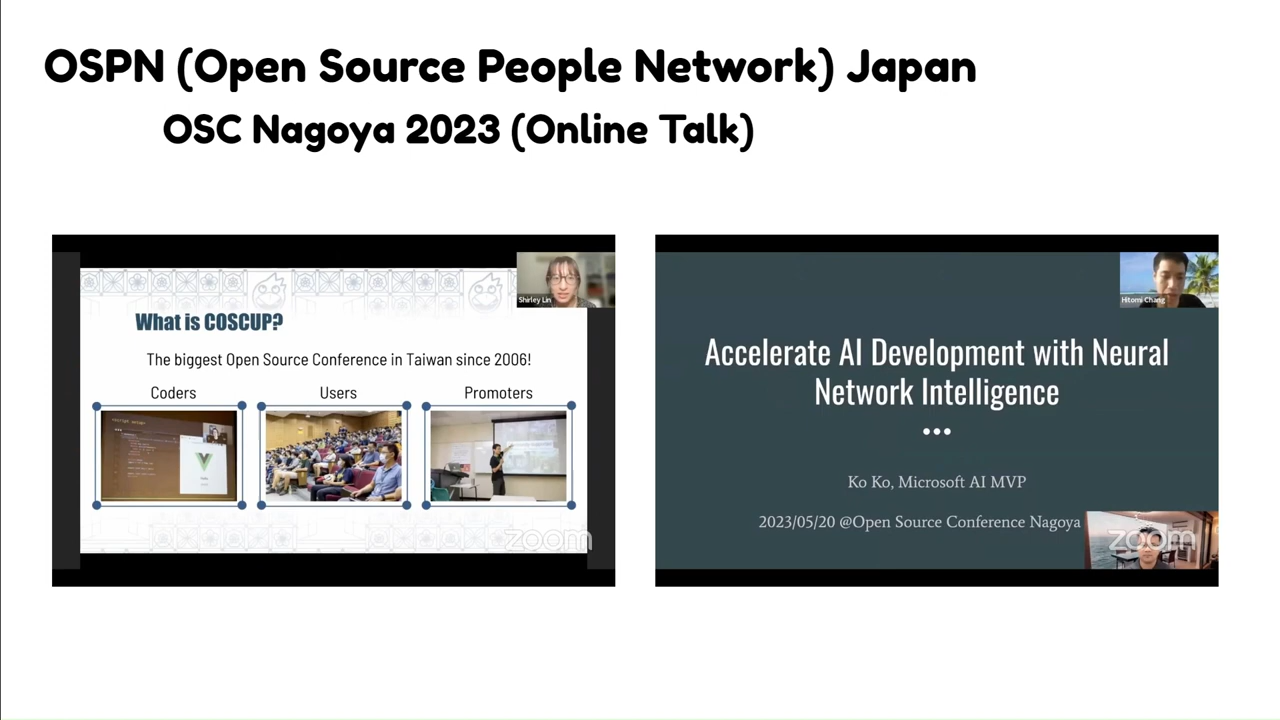 OSPN (Open Source People Network) Japan
OSC Nagoya 2023 (Online Talk)
Shirley Lin
What is COSCUP?
The biggest Open Source Conference in Taiwan since 2006!
Coders
Users
Promoters
zoom
Hitomi Chang
Accelerate AI Development with Neural
Network Intelligence
Ko Ko, Microsoft AI MVP
2023/05/20 @Open Source Conference Nagoya
zoom